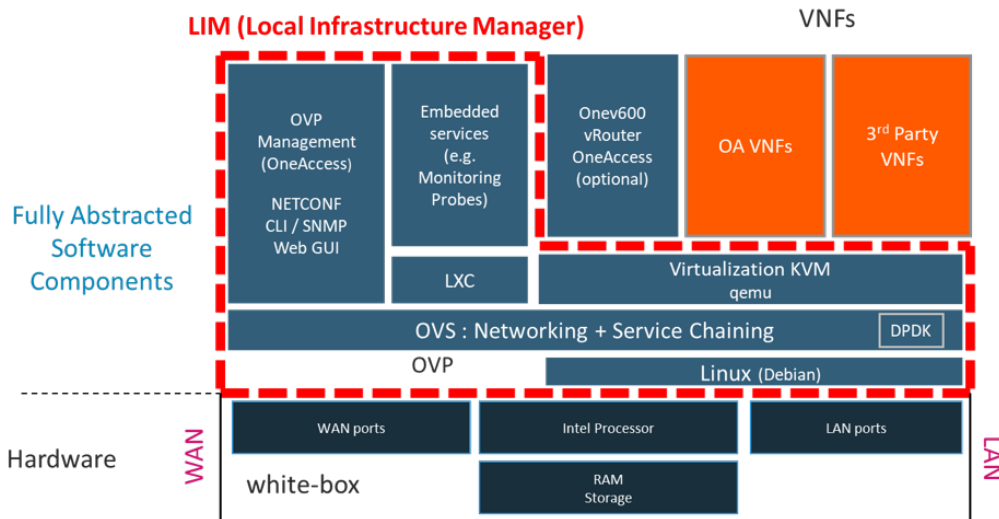 LIM (Local Infrastructure Manager)
VNFs
OVP
Management
(OneAccess)
NETCONF
CLI / SNMP
Web GUI
Embedded
services
(e.g.
Monitoring
Probes)
Onev600
vRouter
OneAccess
(optional)
OA VNFs
3rd Party
VNFs
Fully Abstracted
Software
Components
LXC
Virtualization KVM
qemu
OVS : Networking + Service Chaining
DPDK
OVP
Linux (Debian)
Hardware
WAN
WAN ports
Intel Processor
LAN ports
LAN
white-box
RAM
Storage